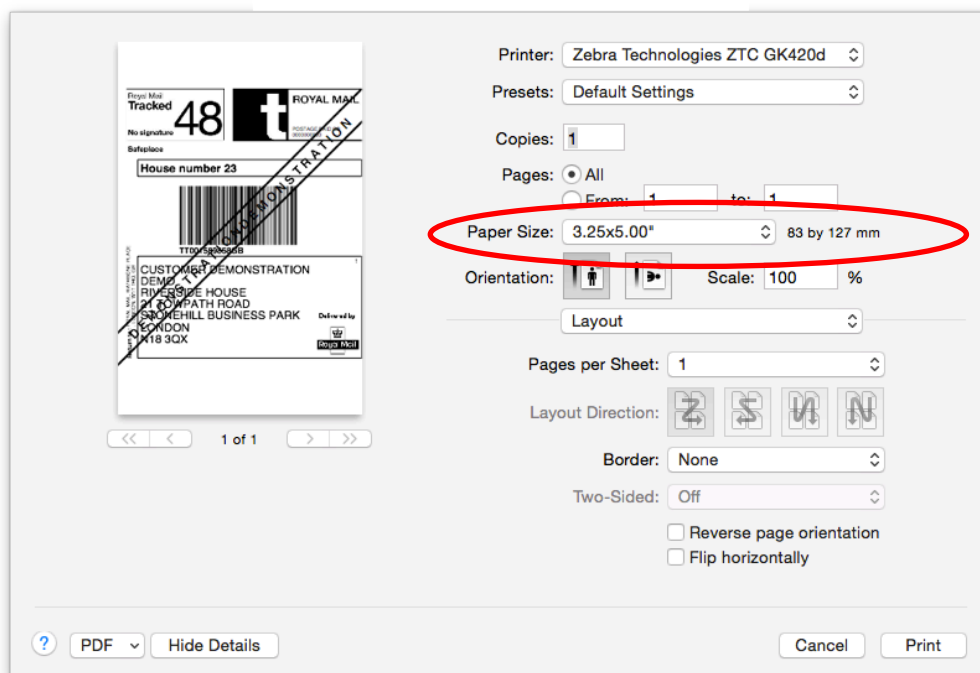 Royal Mail
Tracked
48
No signature
ROYAL MAIL
Safeplace
House number 23
DEMONSTRATIONDEMONSTRATION
CUSTOMER DEMONSTRATION
DEMO
RIVERSIDE HOUSE
21 TOWPATH ROAD
STONEHILL BUSINESS PARK
LONDON
N18 3QX
Delivered by
Royal Mail
<< < 1 of 1 > >>
Printer: Zebra Technologies ZTC GK420d
Presets: Default Settings
Copies: 1
Pages: All
From: 1 to: 1
Paper Size: 3.25x5.00" 83 by 127 mm
Orientation: Scale: 100 %
Layout
Pages per Sheet: 1
Layout Direction:
Border: None
Two-Sided: Off
Reverse page orientation
Flip horizontally
? PDF Hide Details Cancel Print